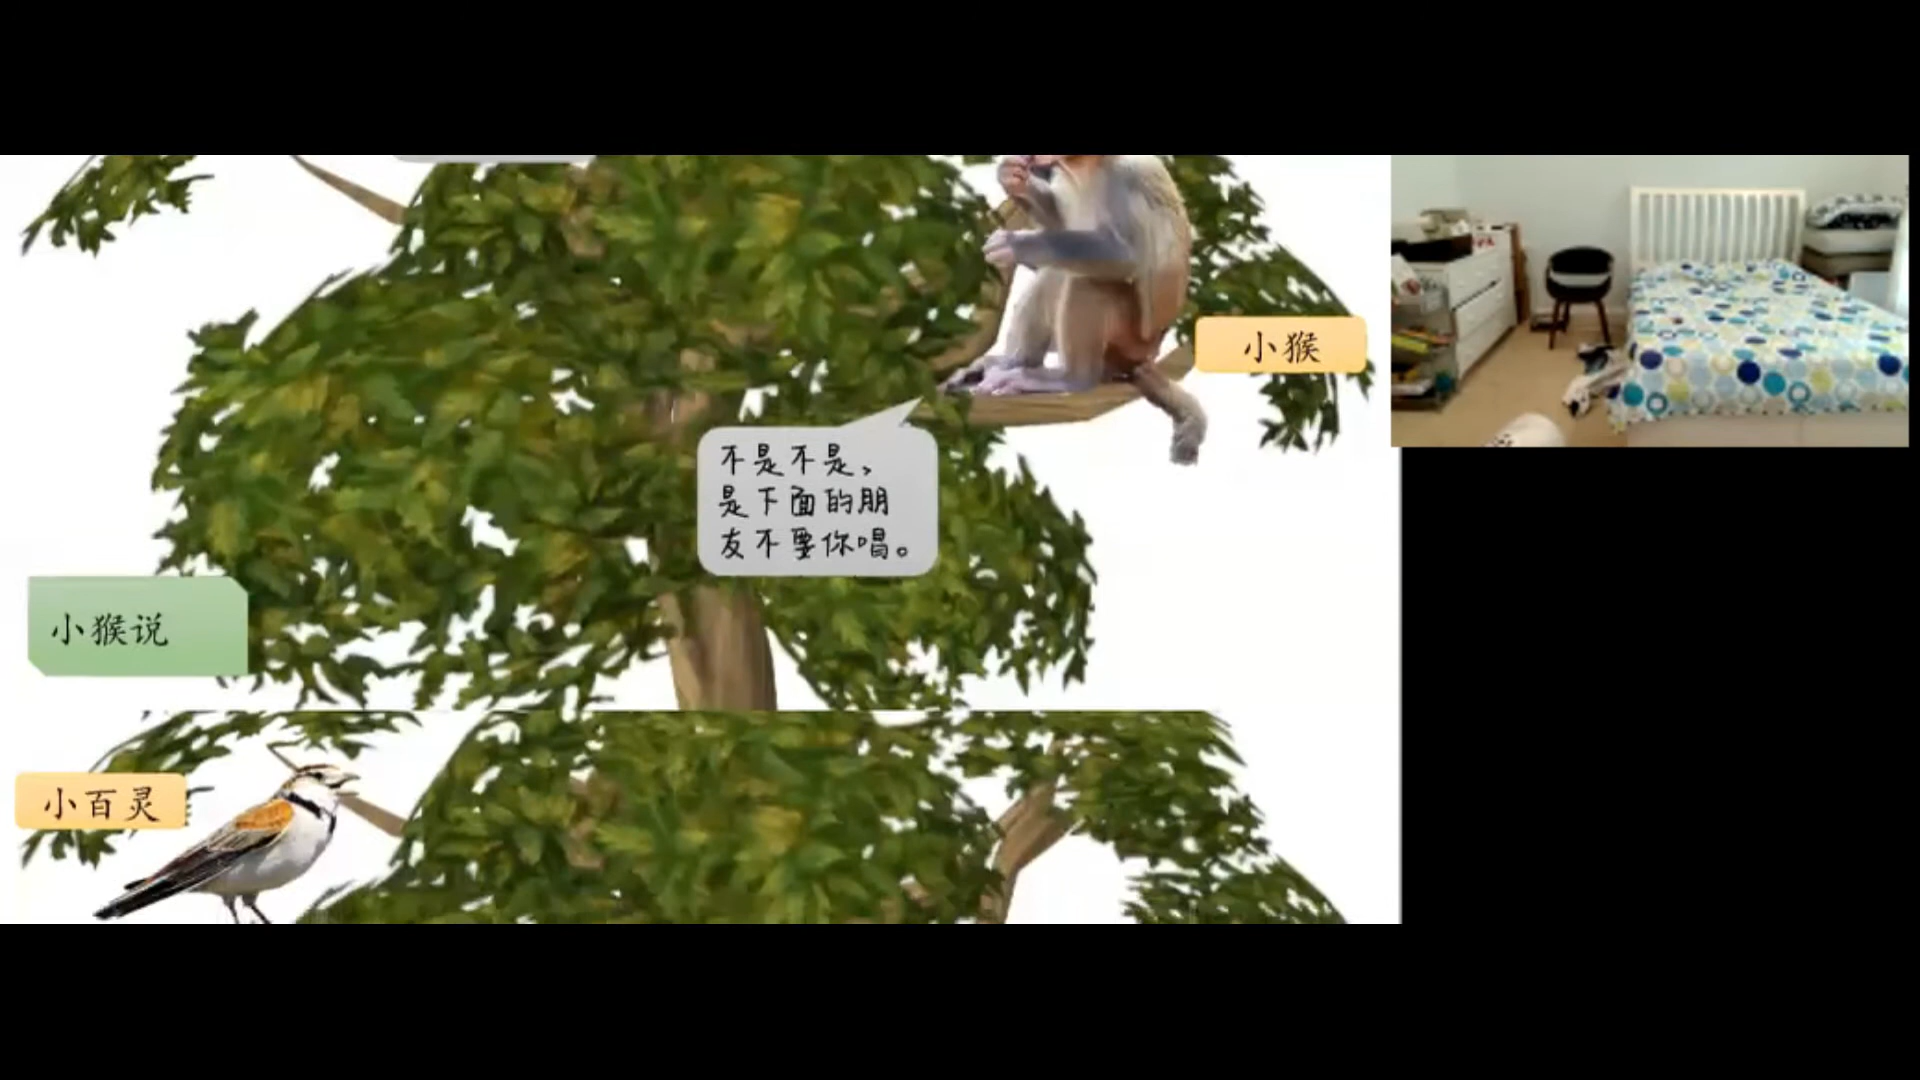 小猴
不是不是、
是下面的朋
友不要你唱。
小猴说
小百灵